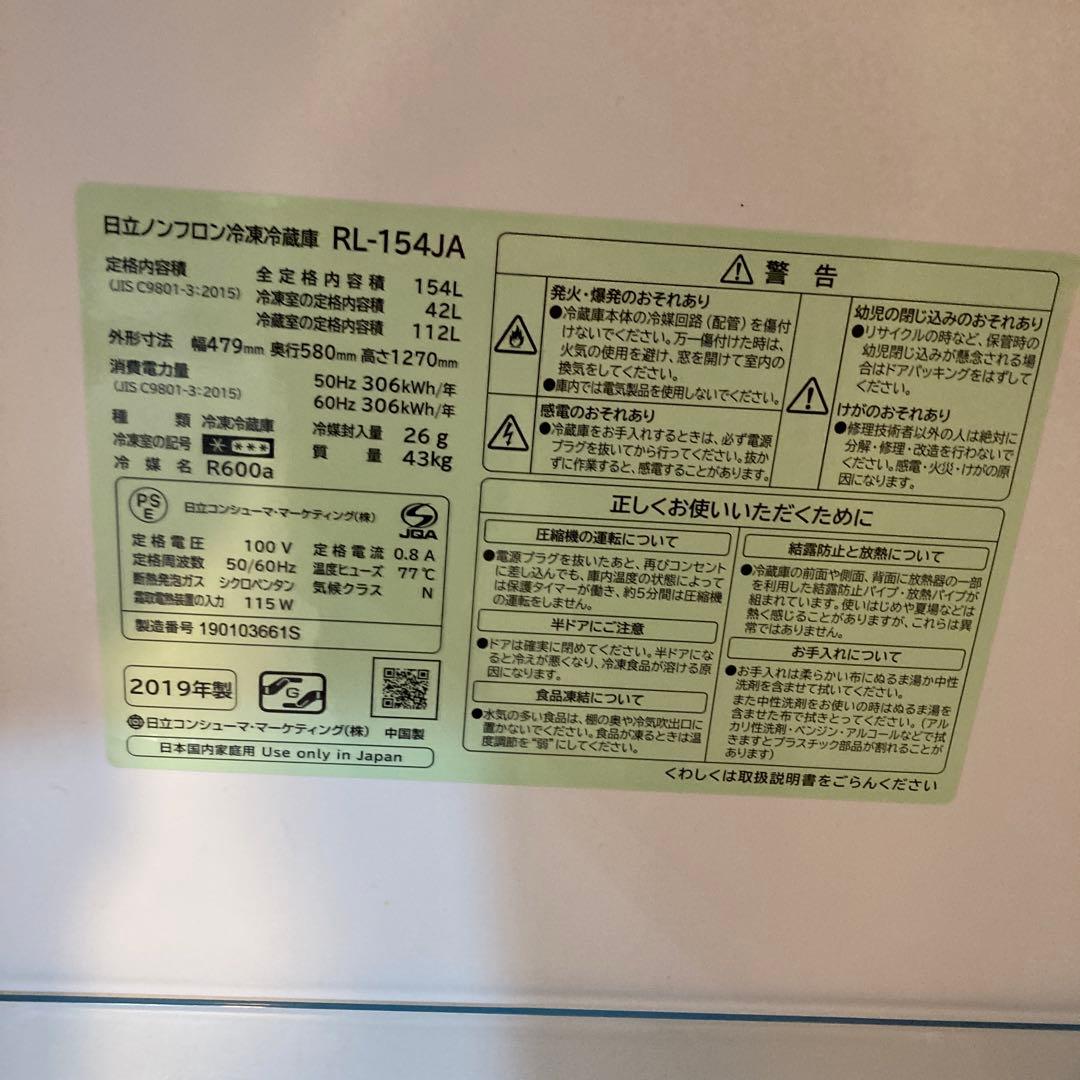 日立ノンフロン冷凍冷蔵庫 RL-154JA
定格内容積
(JIS C9801-3:2015)
全定格内容積 154L
冷凍室の定格内容積 42L
冷蔵室の定格内容積 112L
外形寸法 幅479mm 奥行580mm 高さ1270mm
消費電力量
(JIS C9801-3:2015)
50Hz 306kWh/年
60Hz 306kWh/年
種類 冷凍冷蔵庫
冷媒封入量 26g
冷凍室の記号
質量 43kg
冷媒名 R600a
PSE
日立コンシューマ・マーケティング(株)
JQA
定格電圧 100V
定格電流 0.8A
定格周波数 50/60Hz
温度ヒューズ 77℃
断熱発泡ガス シクロペンタン
気候クラス N
霜取電熱装置の入力 115W
製造番号 190103661S
2019年製
G
日立コンシューマ・マーケティング(株) 中国製
日本国内家庭用 Use only in Japan
警告
発火・爆発のおそれあり
●冷蔵庫本体の冷媒回路(配管)を傷付
けないでください。万一傷付けた時は、
火気の使用を避け、窓を開けて室内の
換気をしてください。
●庫内では電気製品を使用しないでください。
感電のおそれあり
●冷蔵庫をお手入れするときは、必ず電源
プラグを抜いてから行ってください。抜か
ずに作業すると、感電することがあります。
幼児の閉じ込みのおそれあり
●リサイクルの時など、保管時の
幼児閉じ込みが懸念される場
合はドアパッキングをはずして
ください。
けがのおそれあり
●修理技術者以外の人は絶対に
分解・修理・改造を行わないで
ください。感電・火災・けがの原
因になります。
正しくお使いいただくために
圧縮機の運転について
●電源プラグを抜いたあと、再びコンセント
に差し込んでも、庫内温度の状態によって
は保護タイマーが働き、約5分間は圧縮機
の運転をしません。
半ドアにご注意
●ドアは確実に閉めてください。半ドアにな
ると冷えが悪くなり、冷凍食品が溶ける原
因になります。
食品凍結について
●水気の多い食品は、棚の奥や冷気吹出口に
置かないでください。食品が凍るときは温
度調節を"弱"にしてください。
結露防止と放熱について
●冷蔵庫の前面や側面、背面に放熱器の一部
を利用した結露防止パイプ・放熱パイプが
組まれています。使いはじめや夏場などは
熱く感じることがありますが、これらは異
常ではありません。
お手入れについて
●お手入れは柔らかい布にぬるま湯か中性
洗剤を含ませて拭いてください。
また中性洗剤をお使いの時はぬるま湯を
含ませた布で拭きとってください。(アル
カリ性洗剤・ベンジン・アルコールなどで拭
きますとプラスチック部品が割れることが
あります)
くわしくは取扱説明書をごらんください